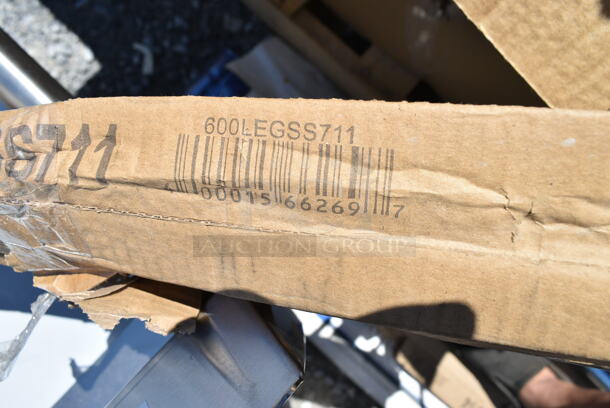 600LEGSS711
S711
00015 66269 7
AUCTION GROUP